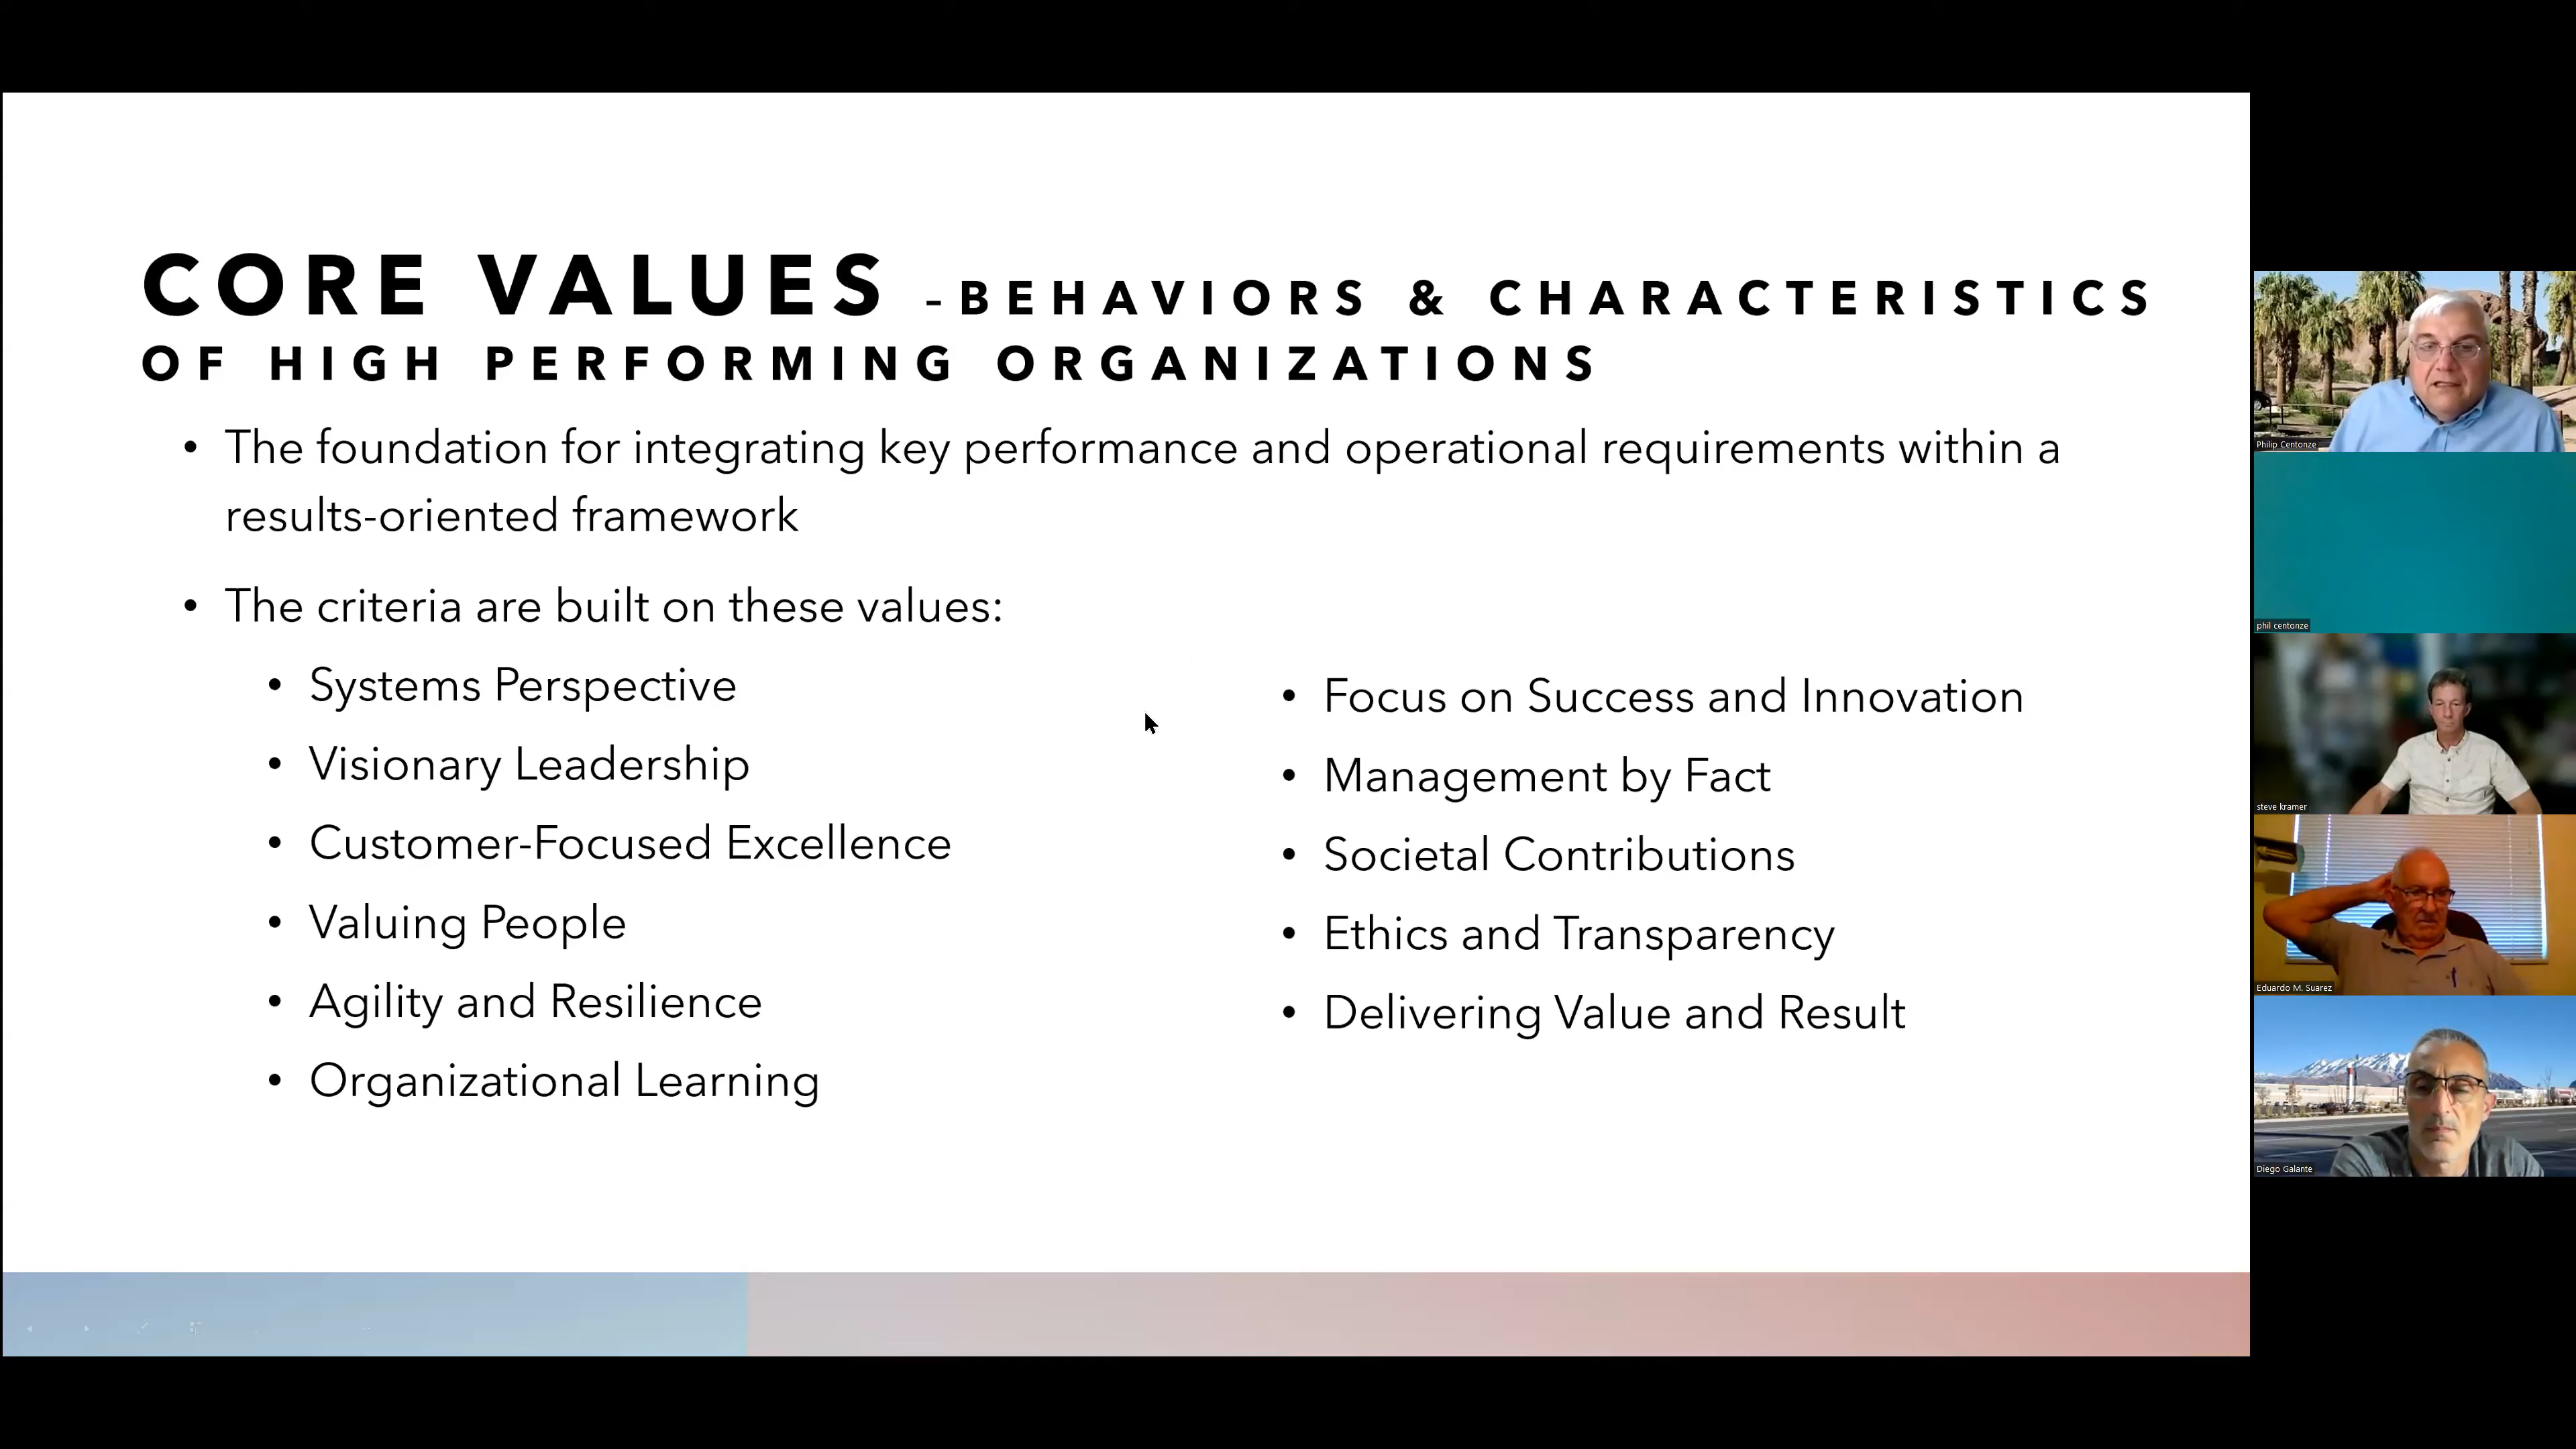 CORE VALUES - BEHAVIORS & CHARACTERISTICS
OF HIGH PERFORMING ORGANIZATIONS
• The foundation for integrating key performance and operational requirements within a
results-oriented framework
• The criteria are built on these values:
• Systems Perspective
• Visionary Leadership
• Customer-Focused Excellence
• Valuing People
• Agility and Resilience
• Organizational Learning
• Focus on Success and Innovation
• Management by Fact
• Societal Contributions
• Ethics and Transparency
• Delivering Value and Result
Philip Centonze
phil centonze
steve kramer
Eduardo M. Suarez
Diego Galante